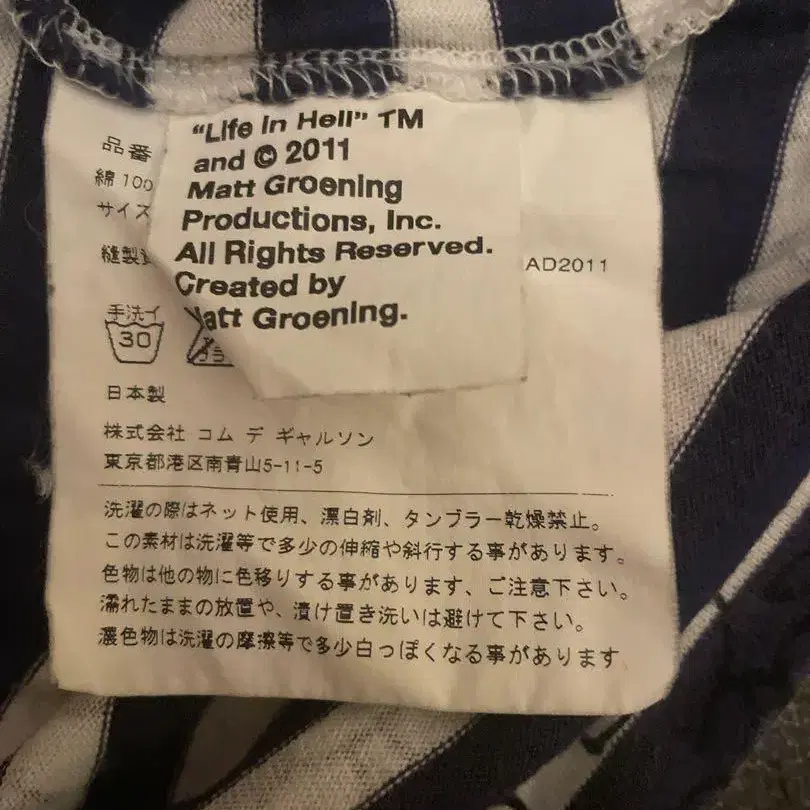 "Life in Hell" TM
and © 2011
Matt Groening
Productions, Inc.
All Rights Reserved.
Created by
Matt Groening.
品番
綿 100
サイズ
縫製
AD2011
手洗イ
30
日本製
株式会社 コム デ ギャルソン
東京都港区南青山5-11-5
洗濯の際はネット使用、漂白剤、タンブラー乾燥禁止。
この素材は洗濯等で多少の伸縮や斜行する事があります。
色物は他の物に色移りする事があります、ご注意下さい。
濡れたままの放置や、漬け置き洗いは避けて下さい。
濃色物は洗濯の摩擦等で多少白っぽくなる事があります